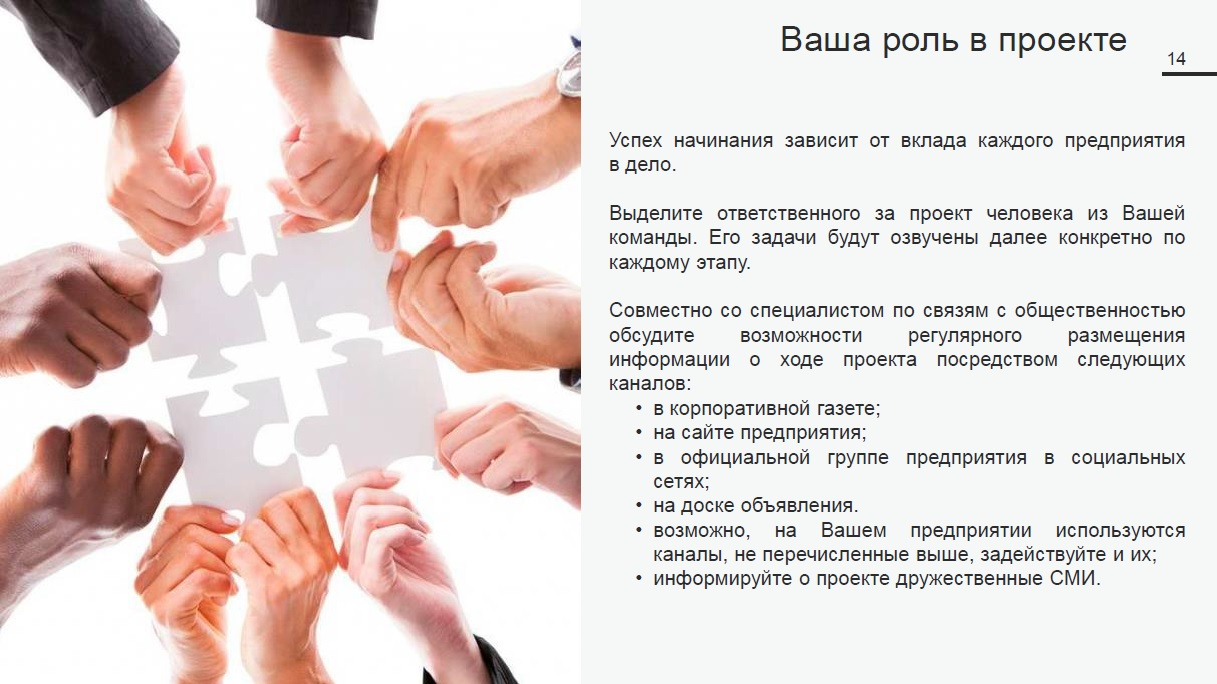 Ваша роль в проекте
14
Успех начинания зависит от вклада каждого предприятия
в дело.
Выделите ответственного за проект человека из Вашей
команды. Его задачи будут озвучены далее конкретно по
каждому этапу.
Совместно со специалистом по связям с общественностью
обсудите возможности регулярного размещения
информации о ходе проекта посредством следующих
каналов:
• в корпоративной газете;
• на сайте предприятия;
• в официальной группе предприятия в социальных
сетях;
• на доске объявления.
• возможно, на Вашем предприятии используются
каналы, не перечисленные выше, задействуйте и их;
• информируйте о проекте дружественные СМИ.